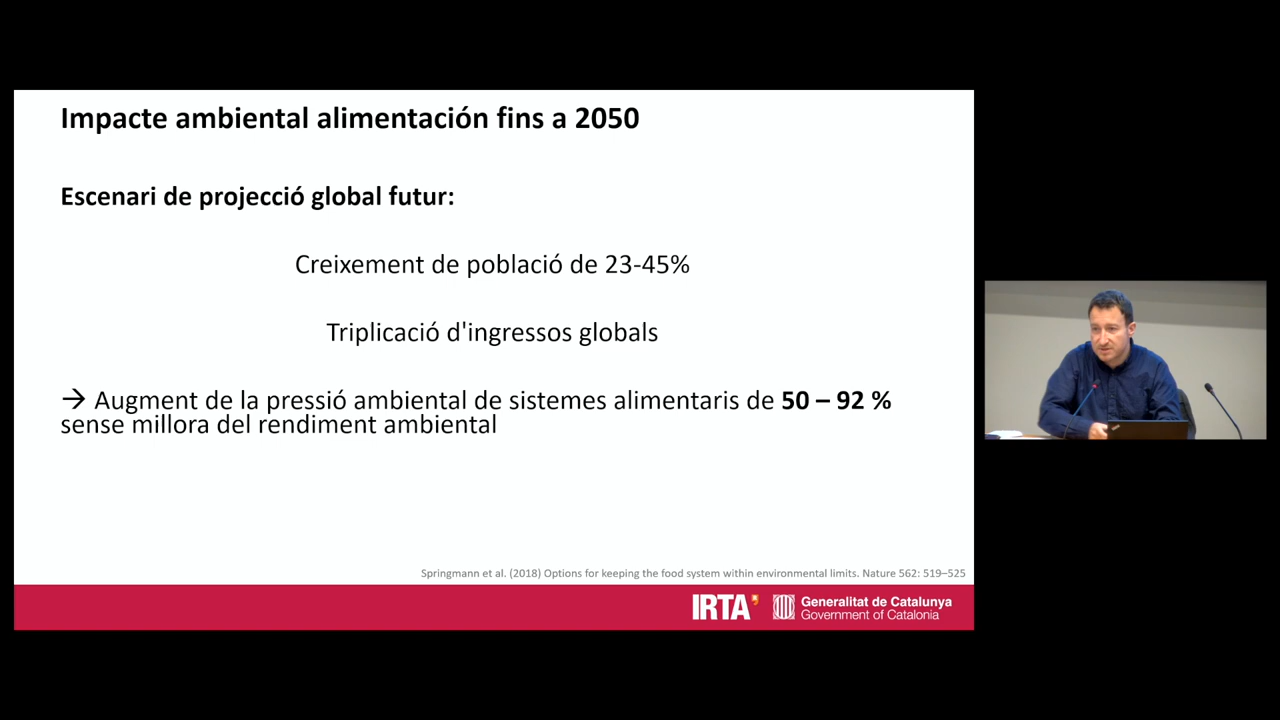 Impacte ambiental alimentación fins a 2050
Escenari de projecció global futur:
Creixement de població de 23-45%
Triplicació d'ingressos globals
→ Augment de la pressió ambiental de sistemes alimentaris de 50 – 92 %
sense millora del rendiment ambiental
Springmann et al. (2018) Options for keeping the food system within environmental limits. Nature 562: 519–525
IRTA
Generalitat de Catalunya
Government of Catalonia